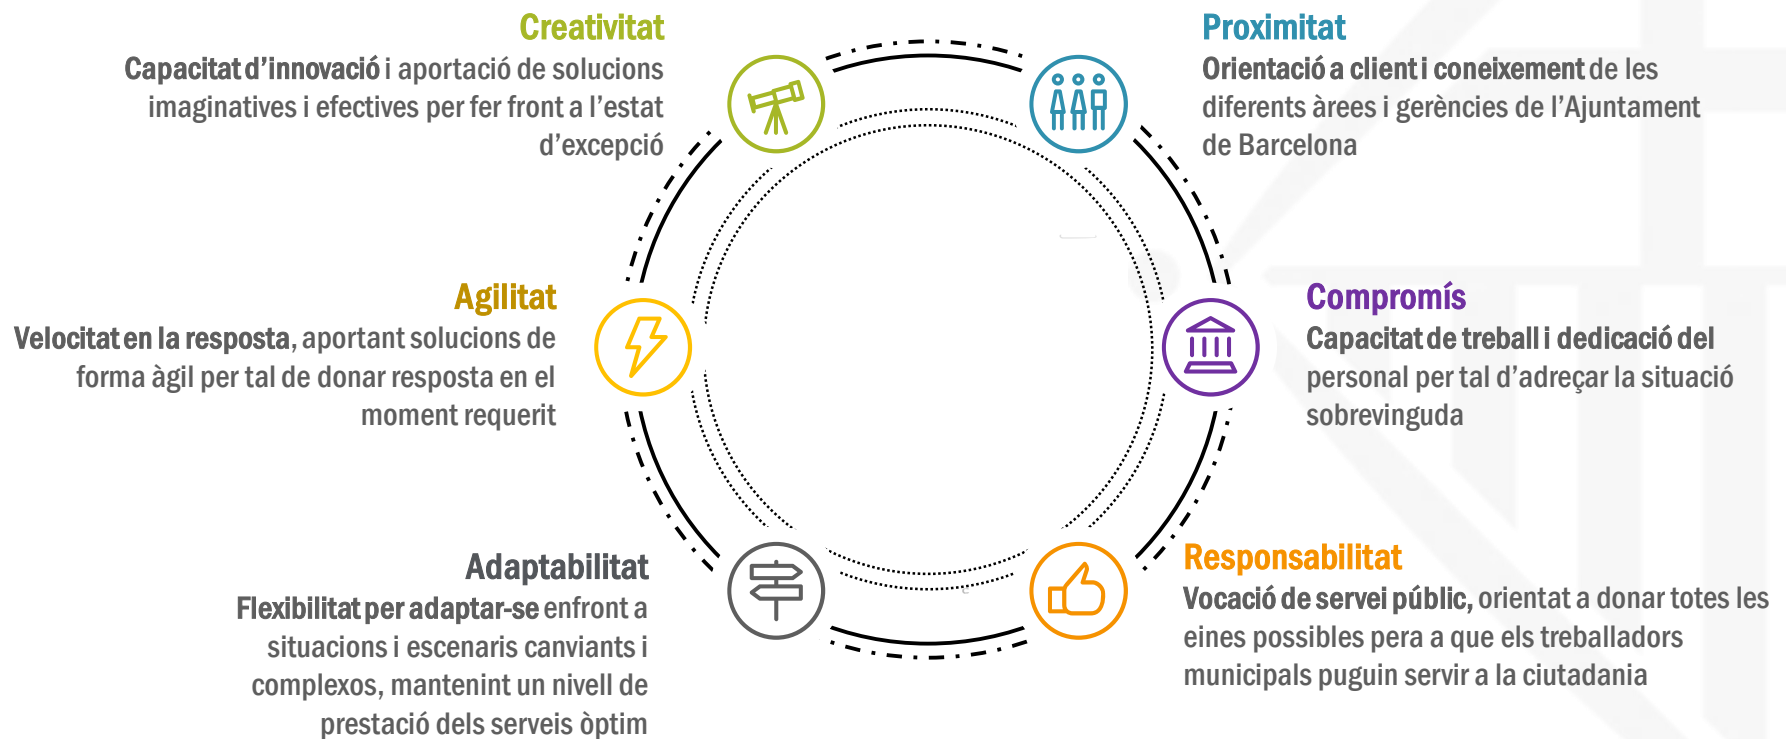 Creativitat
Capacitat d’innovació i aportació de solucions
imaginatives i efectives per fer front a l’estat
d’excepció
Proximitat
Orientació a client i coneixement de les
diferents àrees i gerències de l’Ajuntament
de Barcelona
Agilitat
Velocitat en la resposta, aportant solucions de
forma àgil per tal de donar resposta en el
moment requerit
Compromís
Capacitat de treball i dedicació del
personal per tal d’adreçar la situació
sobrevinguda
Adaptabilitat
Flexibilitat per adaptar-se enfront a
situacions i escenaris canviants i
complexos, mantenint un nivell de
prestació dels serveis òptim
Responsabilitat
Vocació de servei públic, orientat a donar totes les
eines possibles pera a que els treballadors
municipals puguin servir a la ciutadania